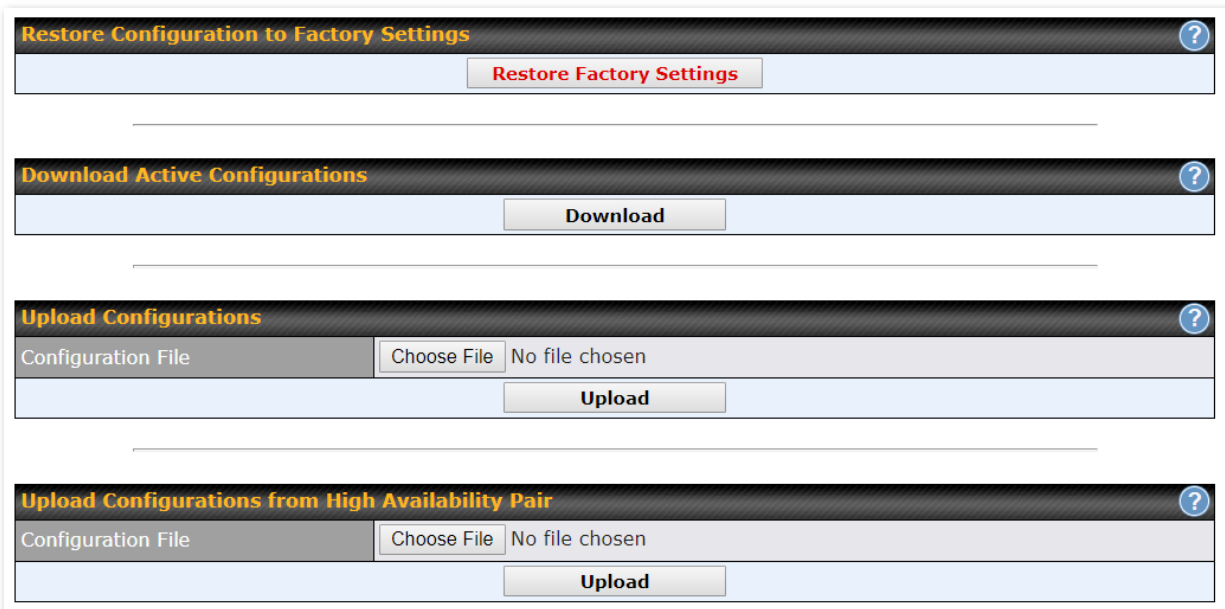 Restore Configuration to Factory Settings ?
Restore Factory Settings
Download Active Configurations ?
Download
Upload Configurations ?
Configuration File Choose File No file chosen
Upload
Upload Configurations from High Availability Pair ?
Configuration File Choose File No file chosen
Upload